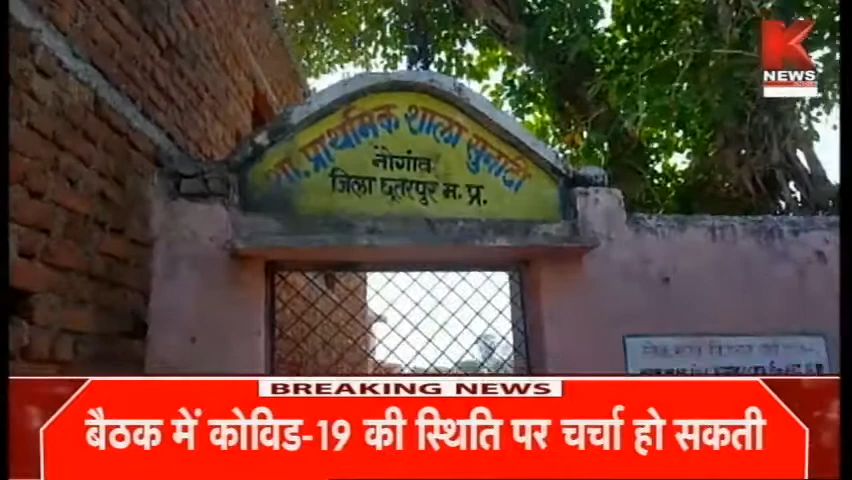 K
NEWS
शा. प्राथमिक शाला सुनाटी
नौगांव
जिला छतरपुर म. प्र.
BREAKING NEWS
बैठक में कोविड-19 की स्थिति पर चर्चा हो सकती